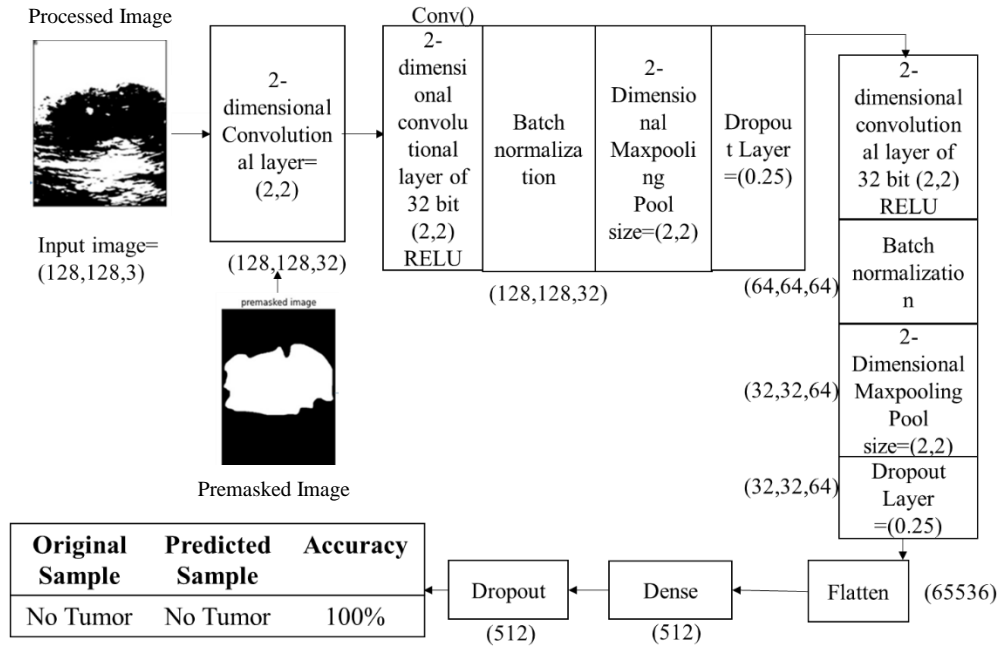 Processed Image
Input image=
(128,128,3)
2-
dimensional
Convolution
al layer=
(2,2)
(128,128,32)
premasked image
Premasked Image
Conv()
2-
dimensi
onal
convolu
tional
layer of
32 bit
(2,2)
RELU
Batch
normaliza
tion
2-
Dimensio
nal
Maxpooli
ng
Pool
size=(2,2)
Dropou
t Layer
=(0.25)
(128,128,32)
2-
dimensional
convolution
al layer of
32 bit (2,2)
RELU
(64,64,64)
Batch
normalizatio
n
(32,32,64)
2-
Dimensional
Maxpooling
Pool
size=(2,2)
(32,32,64)
Dropout
Layer
=(0.25)
Flatten
(65536)
Dense
(512)
Dropout
(512)
Original Predicted Accuracy
Sample Sample
No Tumor No Tumor 100%